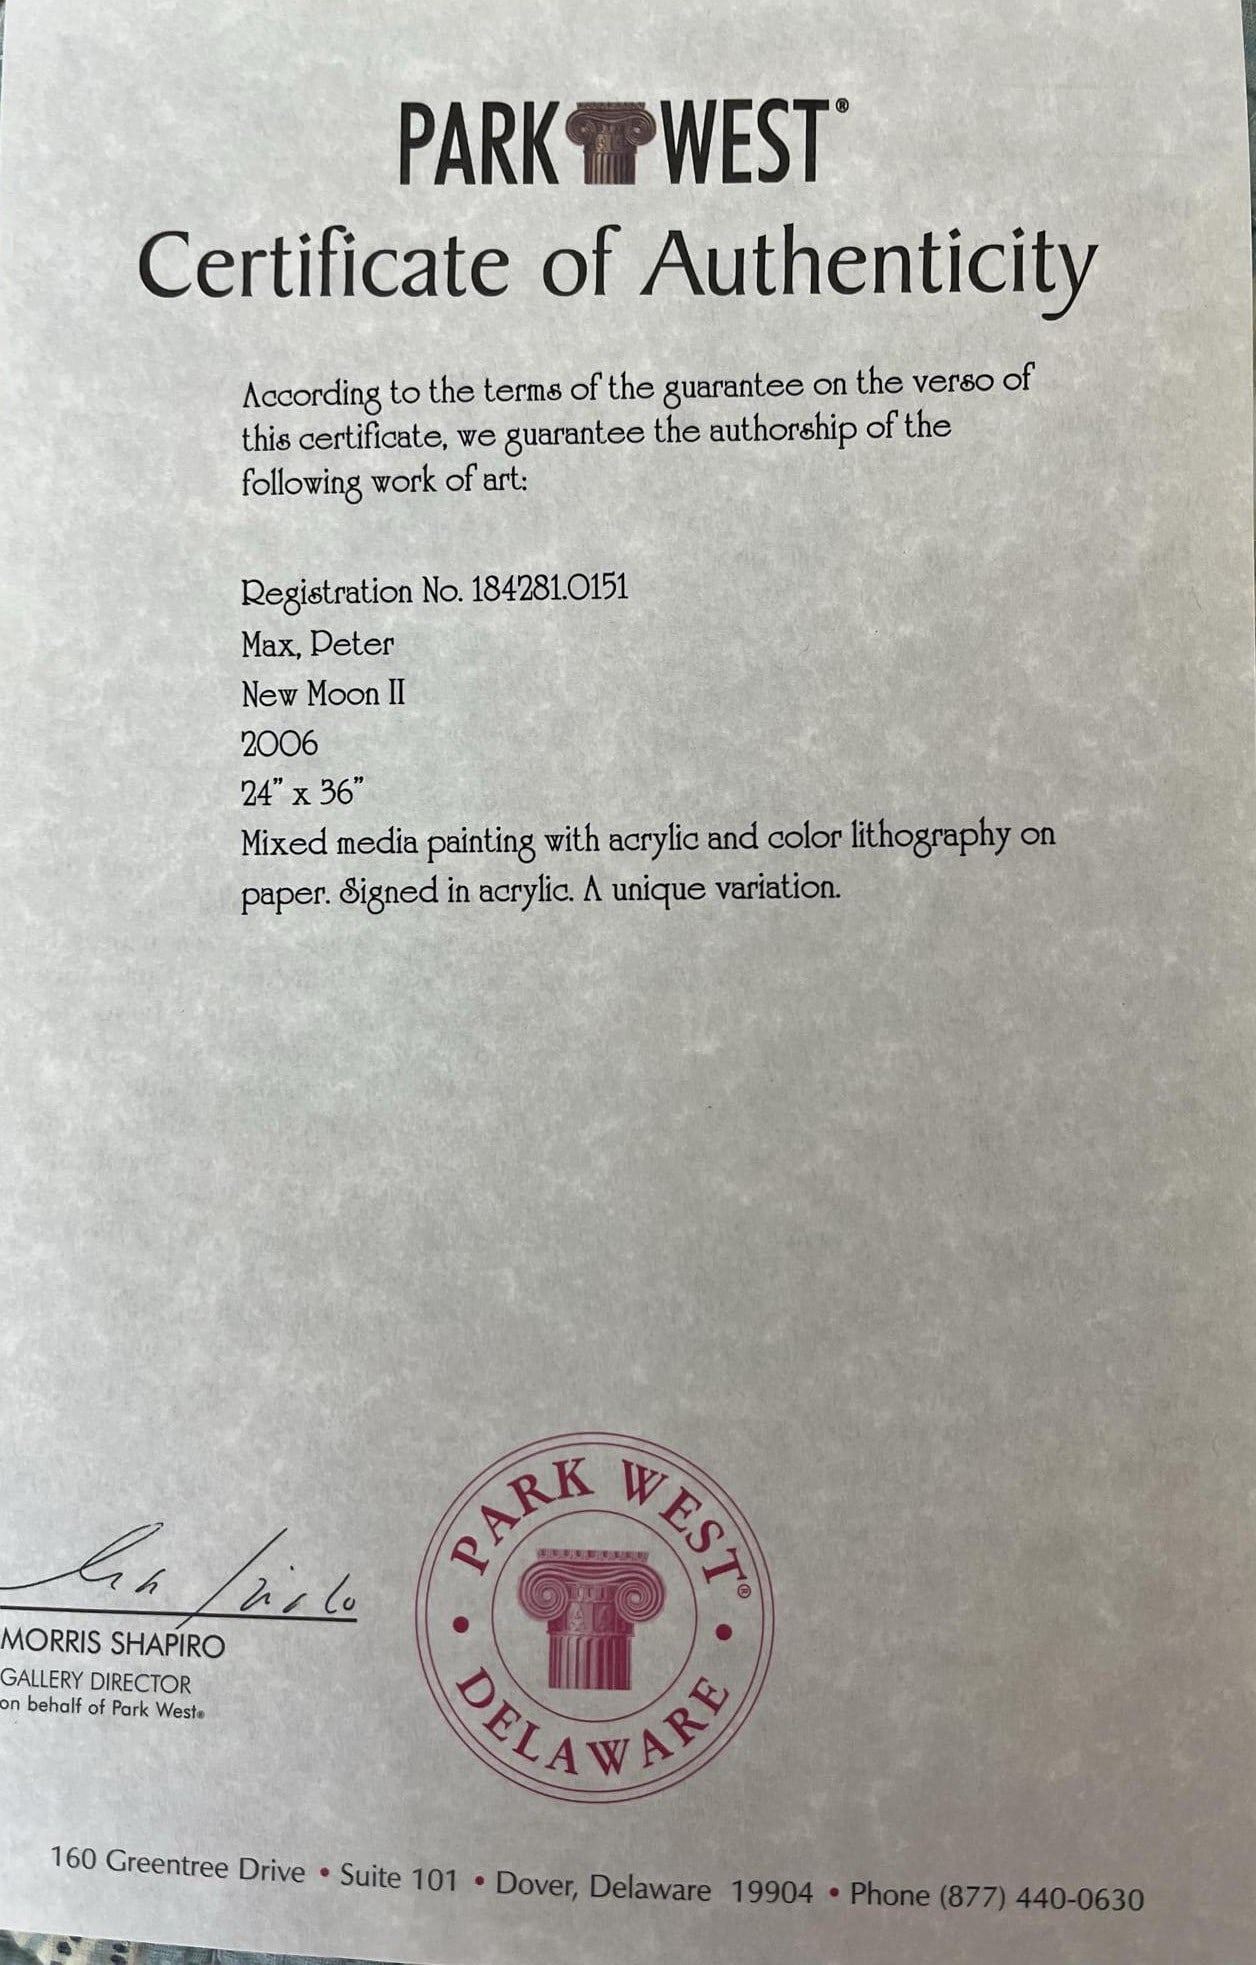 PARK WEST®
Certificate of Authenticity
According to the terms of the guarantee on the verso of
this certificate, we guarantee the authorship of the
following work of art:
Registration No. 184281.0151
Max, Peter
New Moon II
2006
24” x 36”
Mixed media painting with acrylic and color lithography on
paper. Signed in acrylic. A unique variation.
MORRIS SHAPIRO
GALLERY DIRECTOR
on behalf of Park West®
PARK WEST®
• DELAWARE •
160 Greentree Drive • Suite 101 • Dover, Delaware 19904 • Phone (877) 440-0630